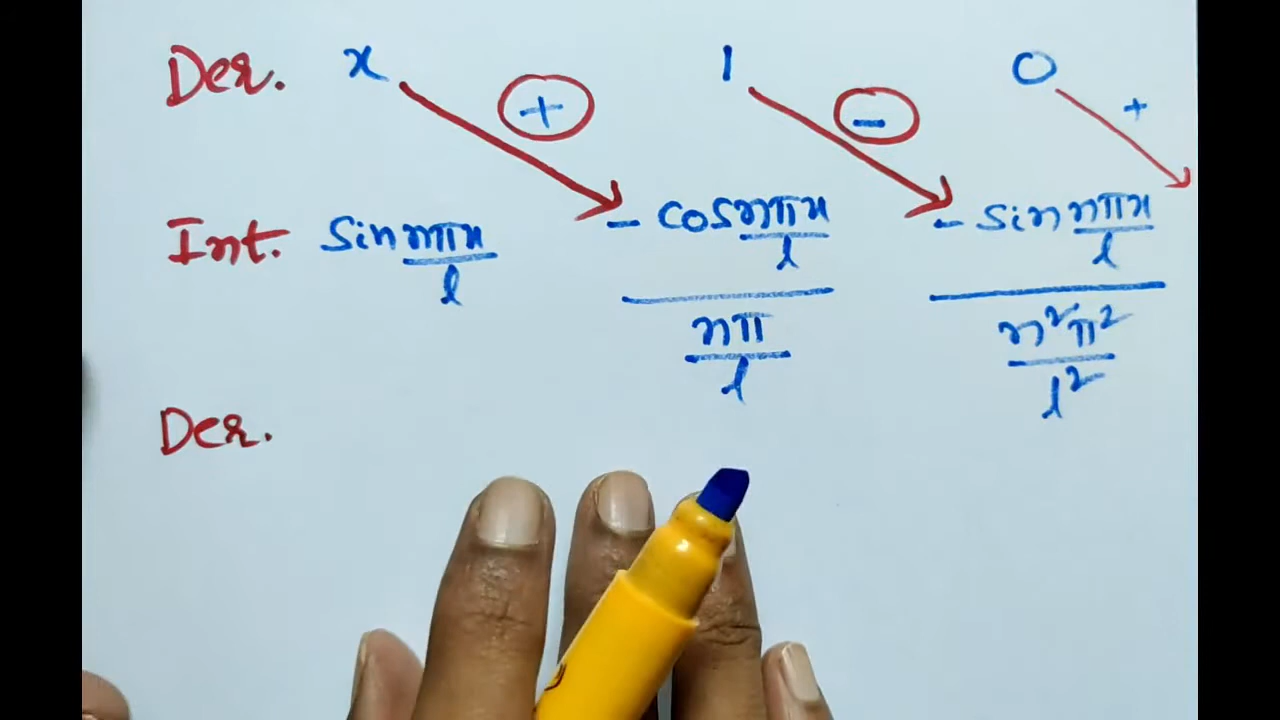 Der. x + 1 - 0 +
Int. Sin nπx/l - cos nπx/l / nπ/l - Sin nπx/l / n²π²/l²
Der.